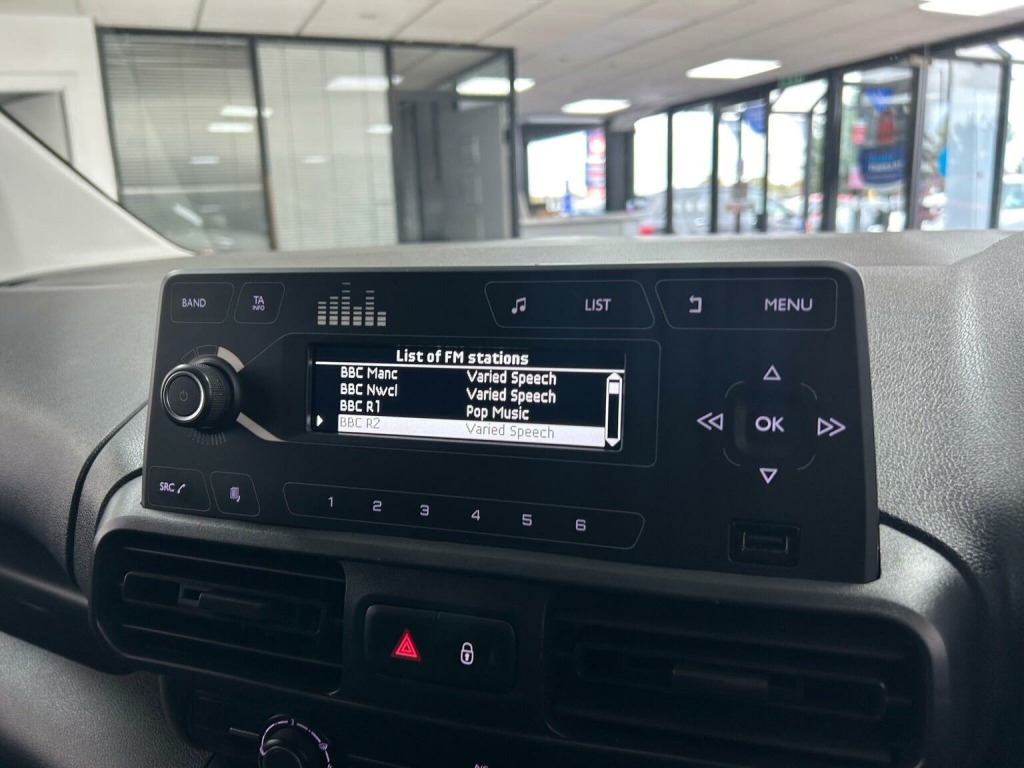 BAND
TA
INFO
LIST
MENU
List of FM stations
BBC Manc Varied Speech
BBC Nwcl Varied Speech
BBC R1 Pop Music
BBC R2 Varied Speech
OK
SRC
1 2 3 4 5 6